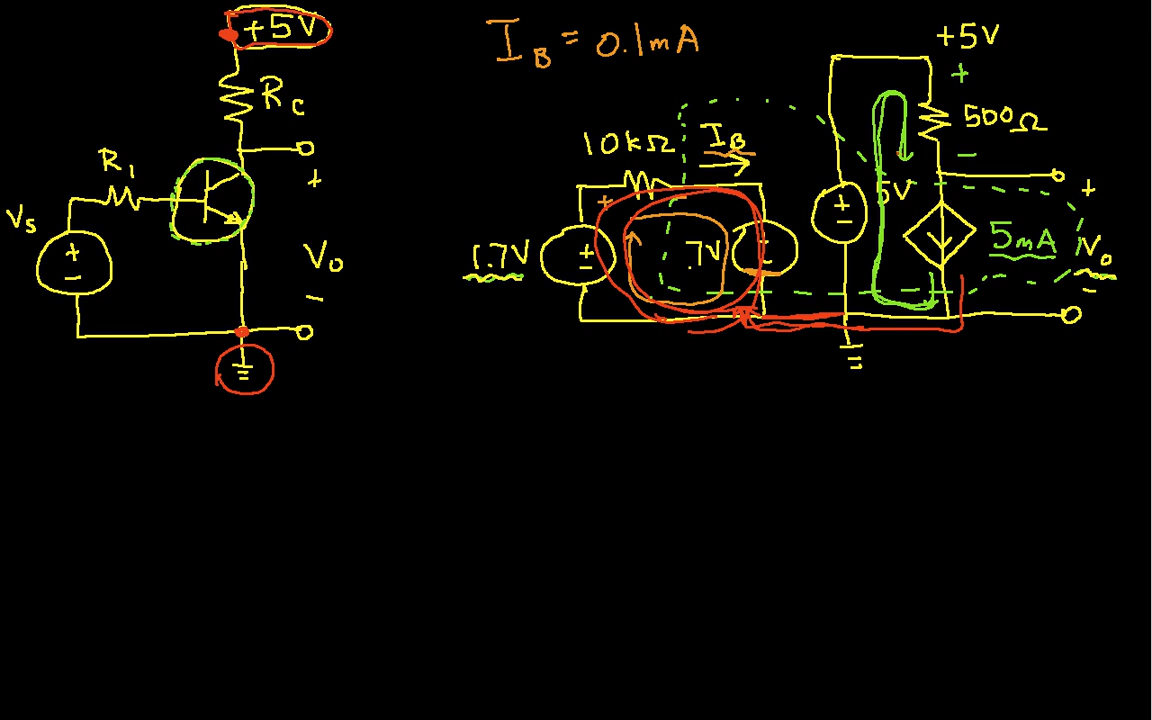 +5V
Rc
R1
Vs
+
-
+
Vo
-
IB = 0.1mA
+5V
+
500Ω
-
10kΩ
IB
+
1.7V
+
-
.7V
+
-
5V
5mA
+
Vo
-